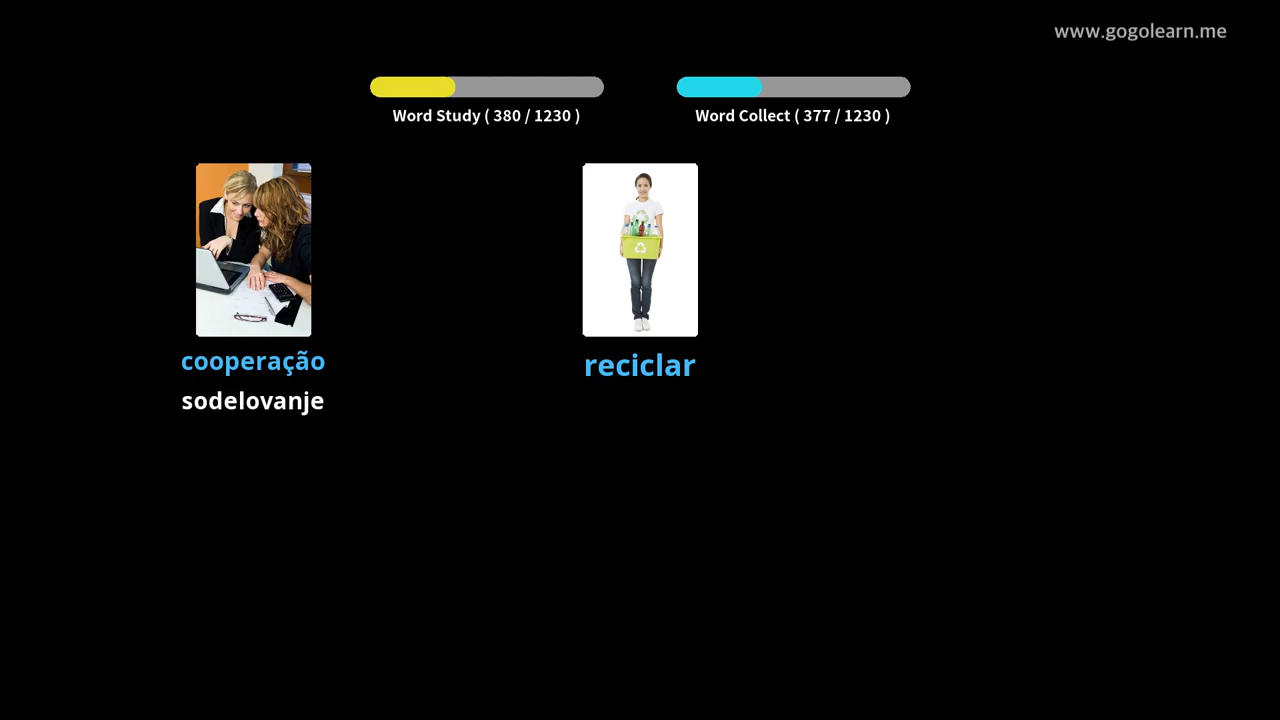 www.gogolearn.me
Word Study ( 380 / 1230 )
Word Collect ( 377 / 1230 )
cooperação
reciclar
sodelovanje